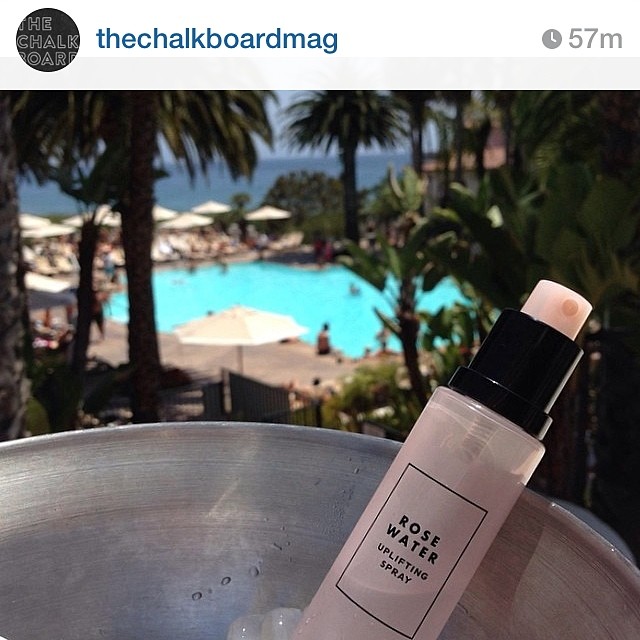 THE
CHALK
BOARD
thechalkboardmag
57m
ROSE
WATER
UPLIFTING
SPRAY